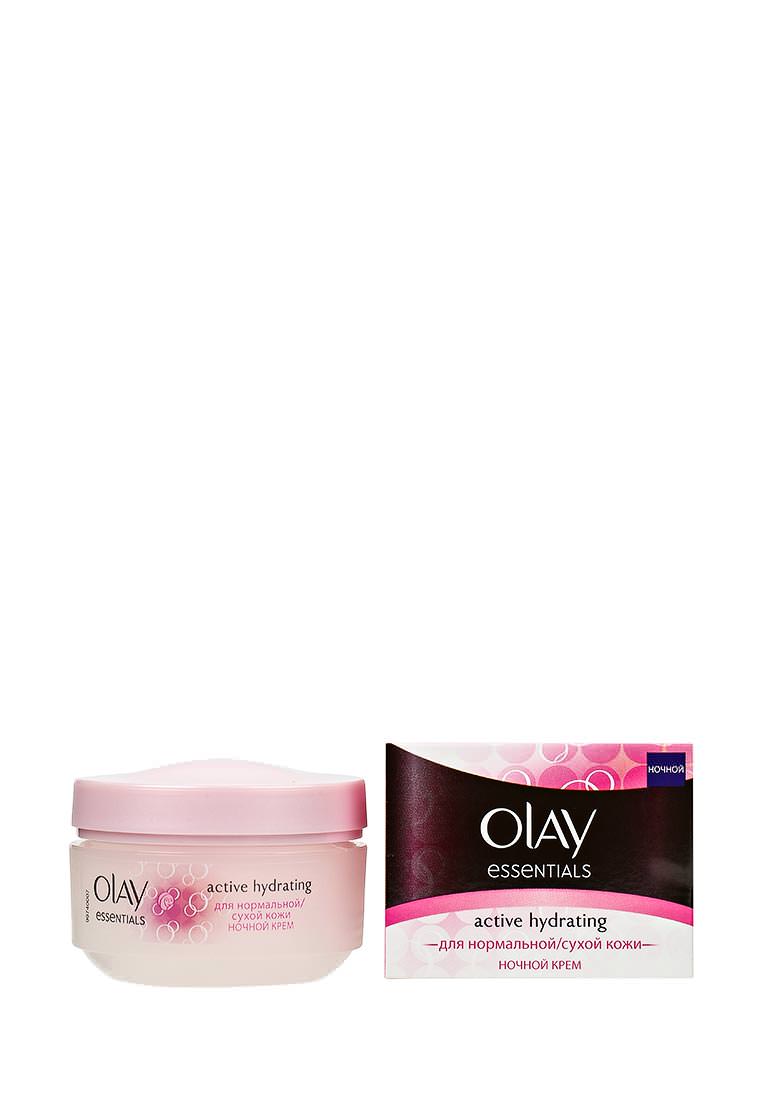 OLAY
essentials
active hydrating
для нормальной/
сухой кожи
ночной крем
99740007
ночной
OLAY
essentials
active hydrating
для нормальной/сухой кожи
ночной крем